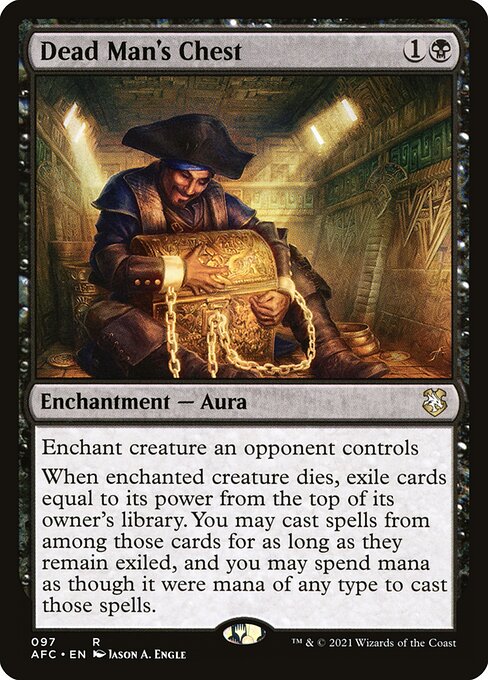 Dead Man's Chest 1
Enchantment — Aura
Enchant creature an opponent controls
When enchanted creature dies, exile cards
equal to its power from the top of its
owner's library. You may cast spells from
among those cards for as long as they
remain exiled, and you may spend mana
as though it were mana of any type to cast
those spells.
097 R
AFC • EN Jason A. Engle ™ & © 2021 Wizards of the Coast